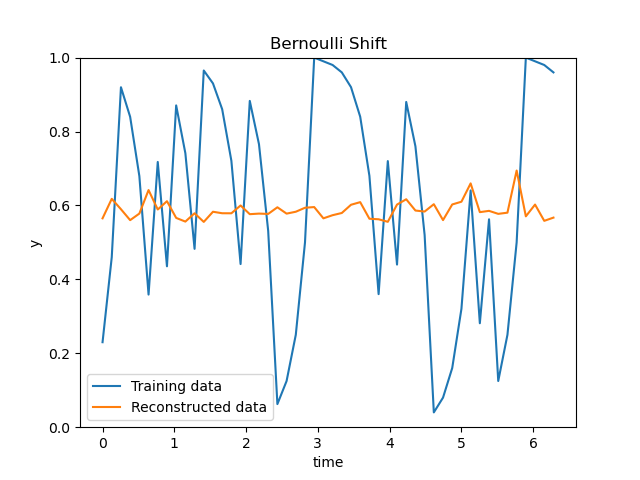 Bernoulli Shift
1.0
0.8
0.6
0.4
0.2
0.0
y
Training data
Reconstructed data
0 1 2 3 4 5 6
time